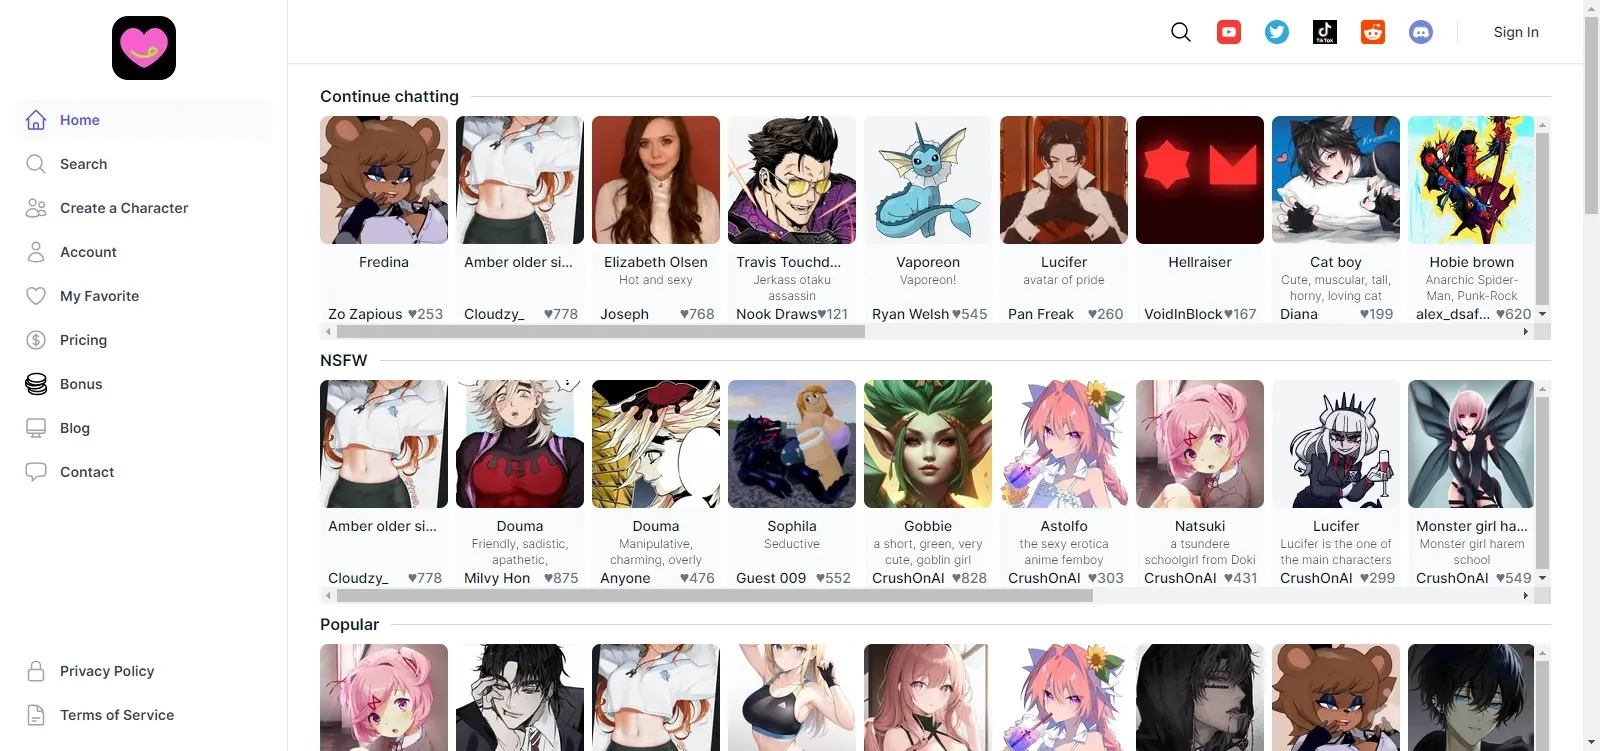 Sign In
Home
Search
Create a Character
Account
My Favorite
Pricing
Bonus
Blog
Contact
Privacy Policy
Terms of Service
Continue chatting
Fredina
Zo Zapious ♥253
Amber older si...
Cloudzy_ ♥778
Elizabeth Olsen
Hot and sexy
Joseph ♥768
Travis Touchd...
Jerkass otaku
assassin
Nook Draws♥121
Vaporeon
Vaporeon!
Ryan Welsh ♥545
Lucifer
avatar of pride
Pan Freak ♥260
Hellraiser
VoidInBlock♥167
Cat boy
Cute, muscular, tall,
horny, loving cat
Diana ♥199
Hobie brown
Anarchic Spider-
Man, Punk-Rock
alex_dsaf... ♥620
NSFW
Amber older si...
Cloudzy_ ♥778
Douma
Friendly, sadistic,
apathetic,
Milvy Hon ♥875
Douma
Manipulative,
charming, overly
Anyone ♥476
Sophila
Seductive
Guest 009 ♥552
Gobbie
a short, green, very
cute, goblin girl
CrushOnAI ♥828
Astolfo
the sexy erotica
anime femboy
CrushOnAI ♥303
Natsuki
a tsundere
schoolgirl from Doki
CrushOnAI ♥431
Lucifer
Lucifer is the one of
the main characters
CrushOnAI ♥299
Monster girl ha...
Monster girl harem
school
CrushOnAI ♥549
Popular